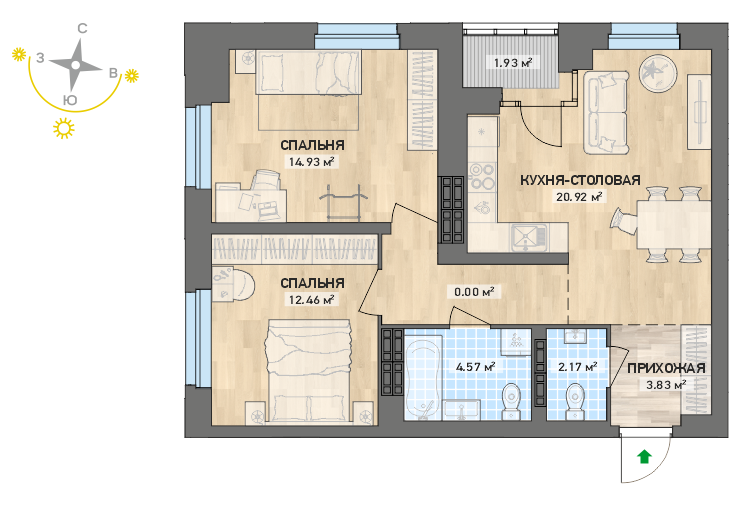 С
З
В
Ю
1.93 м²
СПАЛЬНЯ
14.93 м²
КУХНЯ-СТОЛОВАЯ
20.92 м²
СПАЛЬНЯ
12.46 м²
0.00 м²
4.57 м²
2.17 м²
ПРИХОЖАЯ
3.83 м²